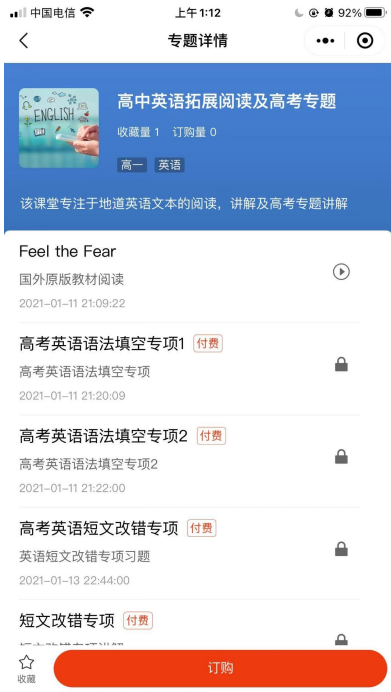 中国电信
上午1:12
92%
专题详情
ENGLISH
高中英语拓展阅读及高考专题
收藏量 1 订购量 0
高一 英语
该课堂专注于地道英语文本的阅读，讲解及高考专题讲解
Feel the Fear
国外原版教材阅读
2021-01-11 21:09:22
高考英语语法填空专项1 付费
高考英语语法填空专项
2021-01-11 21:20:09
高考英语语法填空专项2 付费
高考英语语法填空专项2
2021-01-11 21:22:00
高考英语短文改错专项 付费
英语短文改错专项习题
2021-01-13 22:44:00
短文改错专项 付费
收藏
订购